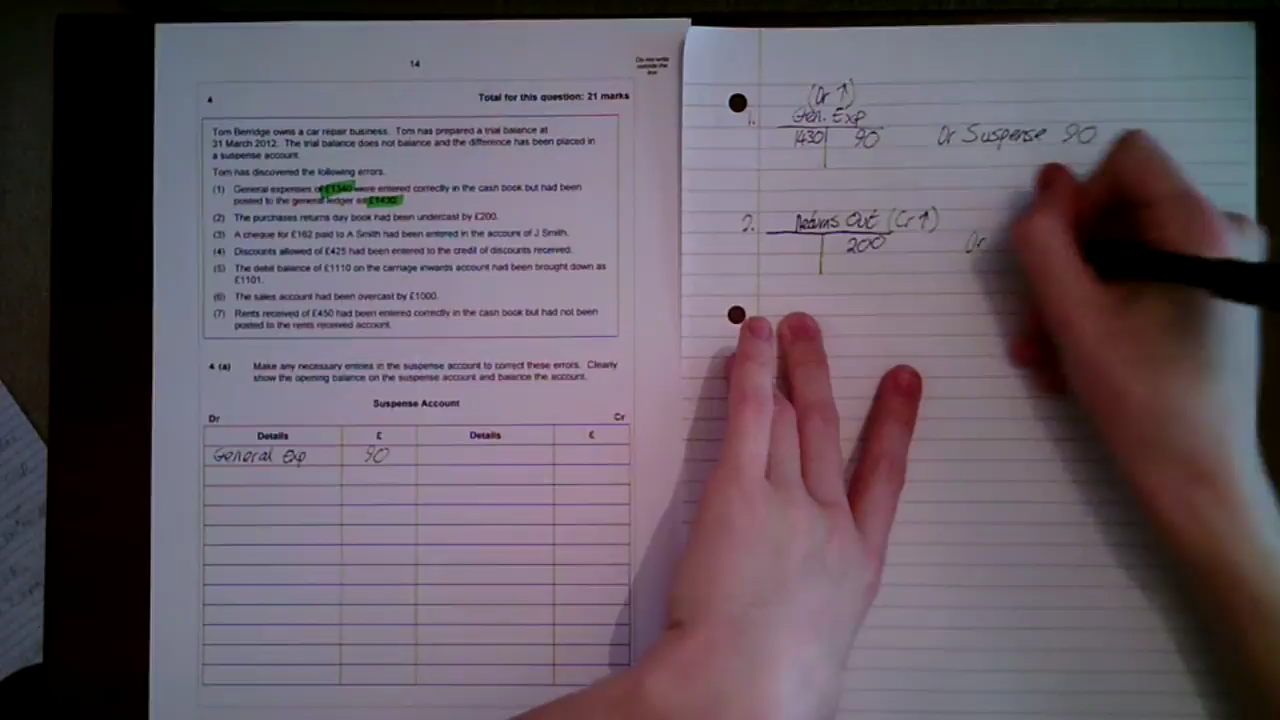 14
Do not write
outside the
box
4 Total for this question: 21 marks
Tom Berridge owns a car repair business. Tom has prepared a trial balance at
31 March 2012. The trial balance does not balance and the difference has been placed in
a suspense account.
Tom has discovered the following errors.
(1) General expenses of £1340 were entered correctly in the cash book but had been
posted to the general ledger as £1430.
(2) The purchases returns day book had been undercast by £200.
(3) A cheque for £162 paid to A Smith had been entered in the account of J Smith.
(4) Discounts allowed of £425 had been entered to the credit of discounts received.
(5) The debit balance of £1110 on the carriage inwards account had been brought down as
£1101.
(6) The sales account had been overcast by £1000.
(7) Rents received of £450 had been entered correctly in the cash book but had not been
posted to the rents received account.
4 (a) Make any necessary entries in the suspense account to correct these errors. Clearly
show the opening balance on the suspense account and balance the account.
Suspense Account
Dr Cr
Details £ Details £
General Exp 90
(Dr ↑)
1. Gen. Exp
1430 90 Dr Suspense 90
2. Returns Out (Cr ↑)
200 Dr